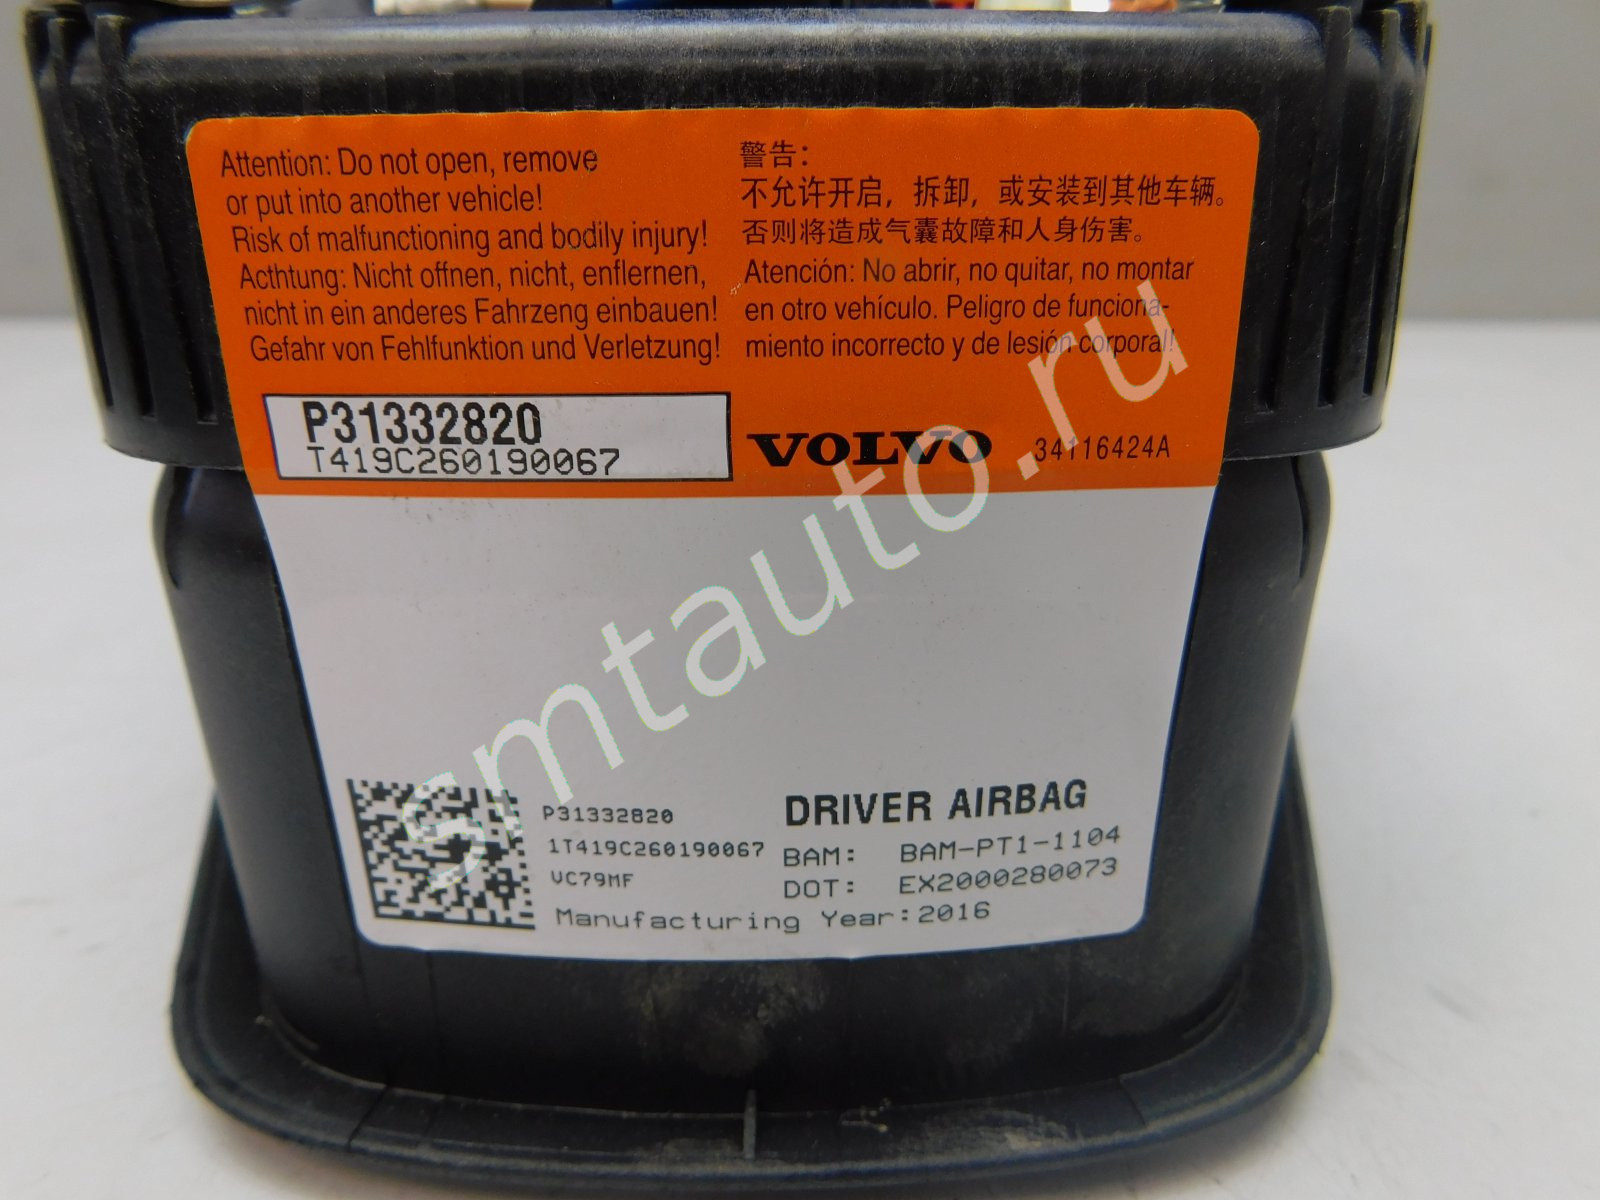 Attention: Do not open, remove
or put into another vehicle!
Risk of malfunctioning and bodily injury!
Acthtung: Nicht offnen, nicht, enflernen,
nicht in ein anderes Fahrzeng einbauen!
Gefahr von Fehlfunktion und Verletzung!
警告：
不允许开启，拆卸，或安装到其他车辆。
否则将造成气囊故障和人身伤害。
Atención: No abrir, no quitar, no montar
en otro vehículo. Peligro de funciona-
miento incorrecto y de lesión corporal!
P31332820
T419C260190067
VOLVO 34116424A
smtauto.ru
P31332820
1T419C260190067
VC79MF
DRIVER AIRBAG
BAM: BAM-PT1-1104
DOT: EX2000280073
Manufacturing Year:2016